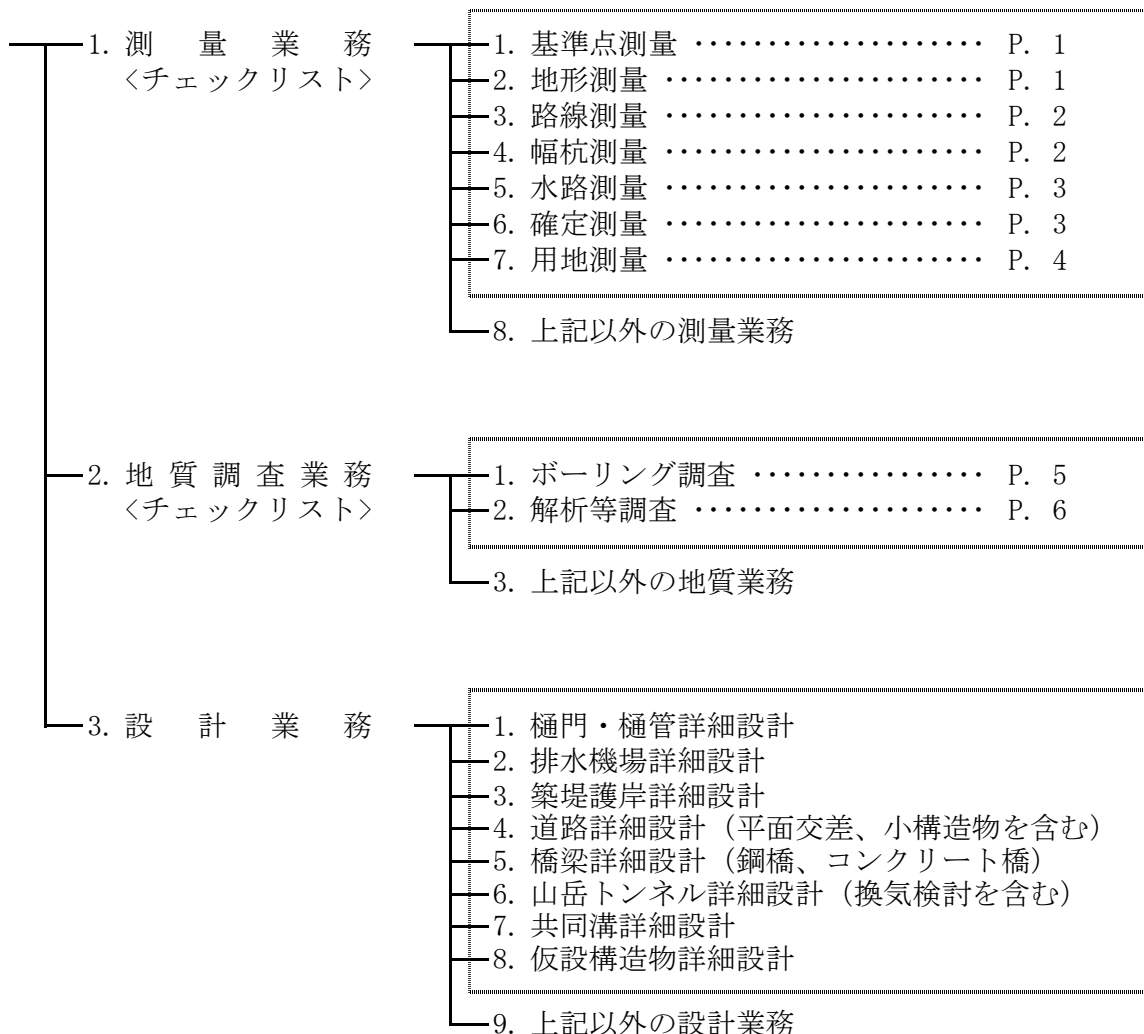 1. 測量業務 1. 基準点測量 ・・・・・・・・・・・・・・・・・・・・ P. 1
<チェックリスト> 2. 地形測量 ・・・・・・・・・・・・・・・・・・・・・・ P. 1
3. 路線測量 ・・・・・・・・・・・・・・・・・・・・・・ P. 2
4. 幅杭測量 ・・・・・・・・・・・・・・・・・・・・・・ P. 2
5. 水路測量 ・・・・・・・・・・・・・・・・・・・・・・ P. 3
6. 確定測量 ・・・・・・・・・・・・・・・・・・・・・・ P. 3
7. 用地測量 ・・・・・・・・・・・・・・・・・・・・・・ P. 4
8. 上記以外の測量業務
2. 地質調査業務 1. ボーリング調査 ・・・・・・・・・・・・・・・・ P. 5
<チェックリスト> 2. 解析等調査 ・・・・・・・・・・・・・・・・・・・・ P. 6
3. 上記以外の地質業務
3. 設計業務 1. 樋門・樋管詳細設計
2. 排水機場詳細設計
3. 築堤護岸詳細設計
4. 道路詳細設計（平面交差、小構造物を含む）
5. 橋梁詳細設計（鋼橋、コンクリート橋）
6. 山岳トンネル詳細設計（換気検討を含む）
7. 共同溝詳細設計
8. 仮設構造物詳細設計
9. 上記以外の設計業務